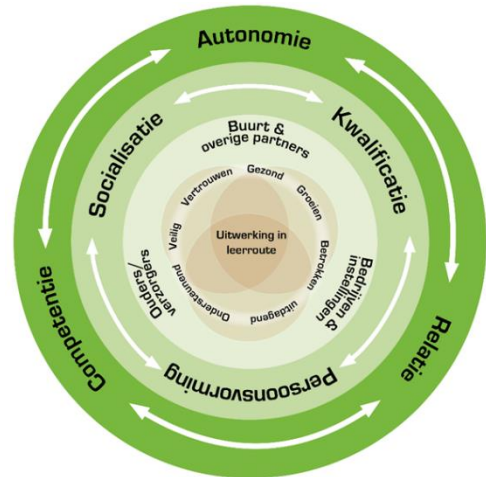 Autonomie
Socialisatie
Kwalificatie
Buurt &
overige partners
Gezond
Vertrouwen
Groeien
Veilig
Uitwerking in
leerroute
Betrokken
Ouders/
verzorgers
Ondersteunend
uitdagend
Bedrijven &
instellingen
Competentie
Persoonsvorming
Relatie